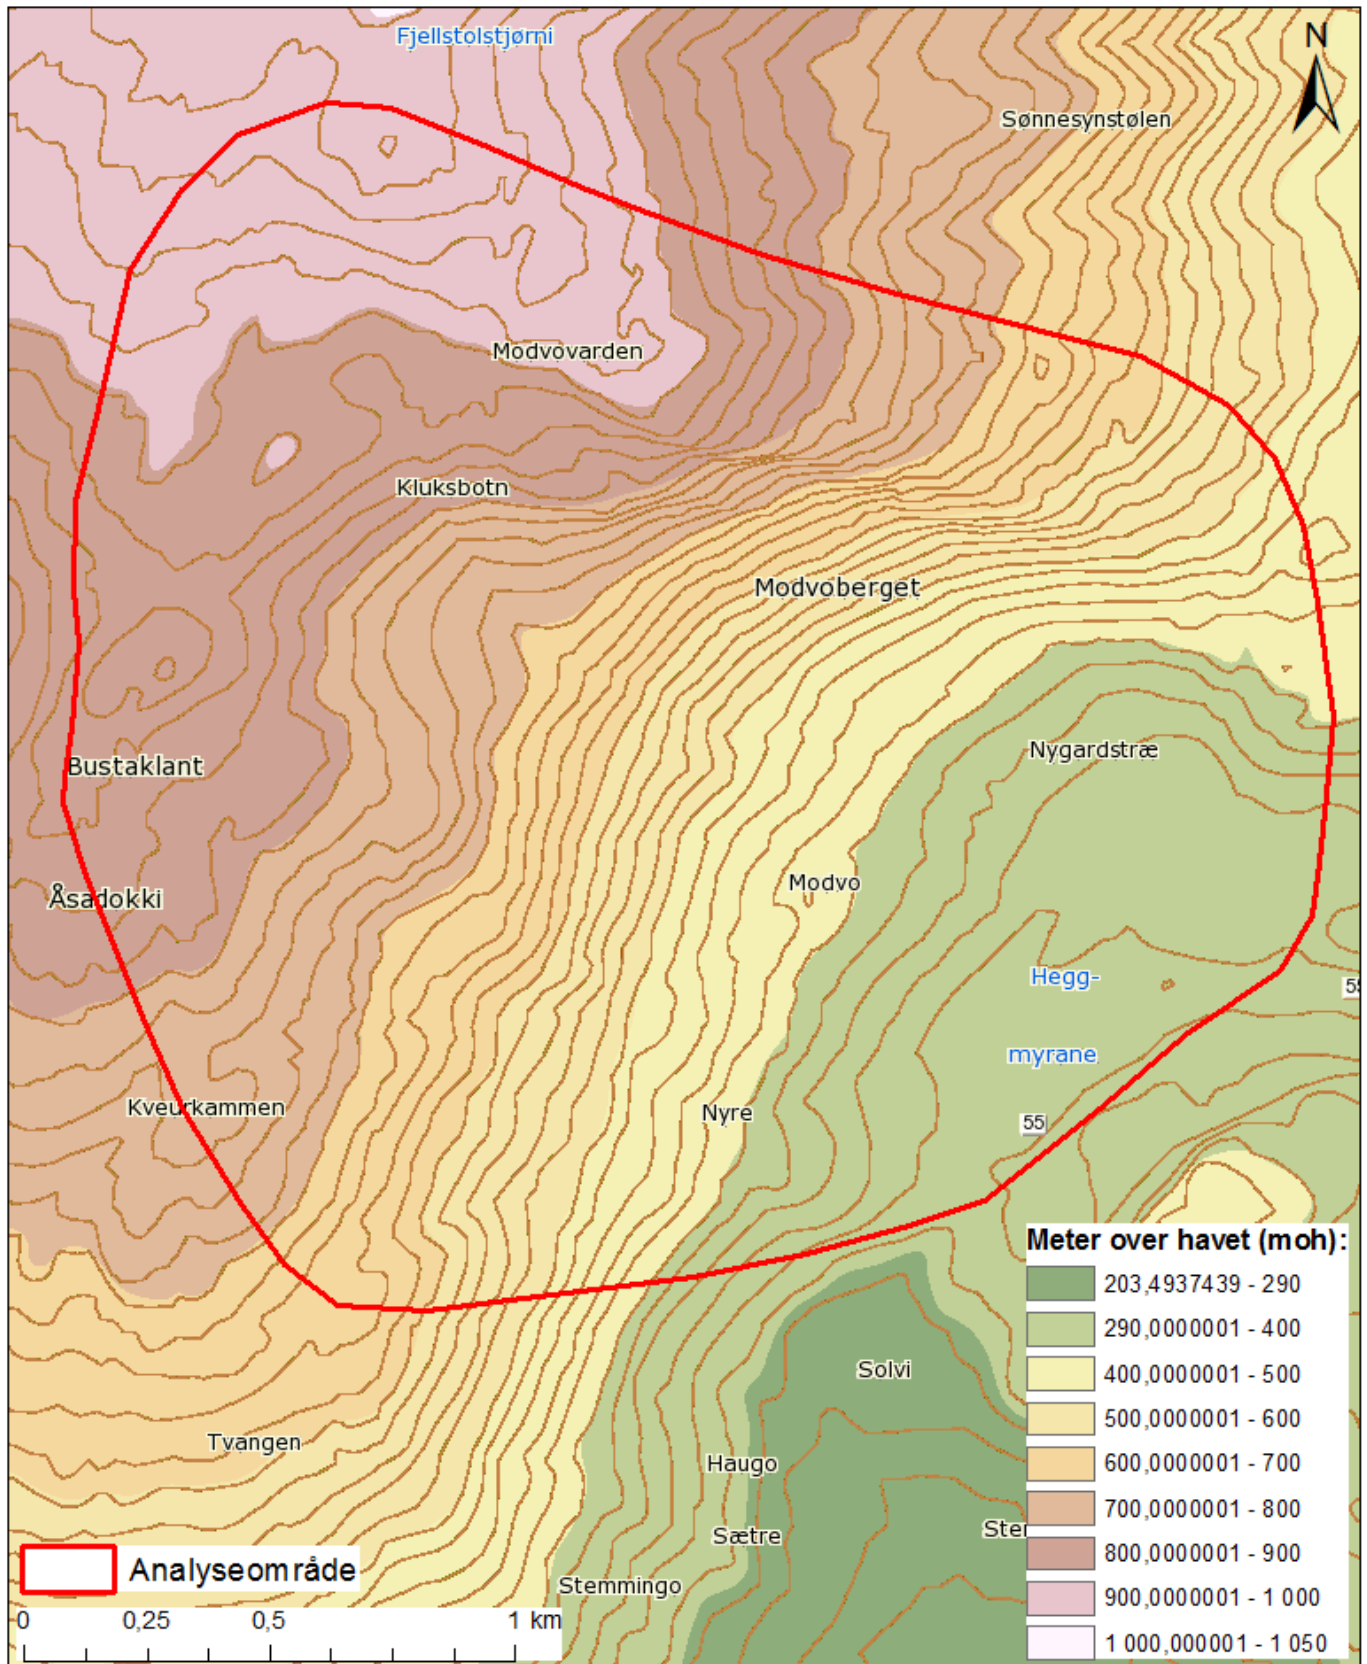 Fjellstolstjørni
N
Sønnesynstølen
Modvovarden
Kluksbotn
Modvoberget
Nygardstræ
Bustaklant
Modvo
Åsadokki
Hegg-
myrane
55
55
Kveurkammen
Nyre
Solvi
Tvangen
Haugo
Sætre
Ster
Stemmingo
Meter over havet (moh):
203,4937439 - 290
290,0000001 - 400
400,0000001 - 500
500,0000001 - 600
600,0000001 - 700
700,0000001 - 800
800,0000001 - 900
900,0000001 - 1 000
1 000,000001 - 1 050
Analyseområde
0 0,25 0,5 1 km